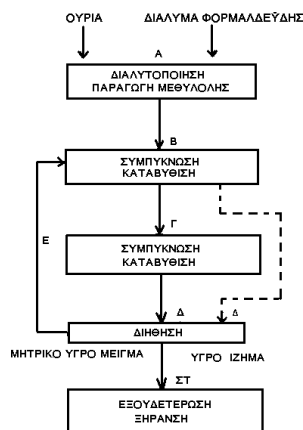 ΟΥΡΙΑ
ΔΙΑΛΥΜΑ ΦΟΡΜΑΛΔΕΫΔΗΣ
Α
ΔΙΑΛΥΤΟΠΟΙΗΣΗ
ΠΑΡΑΓΩΓΗ ΜΕΘΥΛΟΛΗΣ
Β
ΣΥΜΠΥΚΝΩΣΗ
ΚΑΤΑΒΥΘΙΣΗ
Ε
Γ
ΣΥΜΠΥΚΝΩΣΗ
ΚΑΤΑΒΥΘΙΣΗ
Δ
Δ
ΔΙΗΘΗΣΗ
ΜΗΤΡΙΚΟ ΥΓΡΟ ΜΕΙΓΜΑ
ΥΓΡΟ ΙΖΗΜΑ
ΣΤ
ΕΞΟΥΔΕΤΕΡΩΣΗ
ΞΗΡΑΝΣΗ